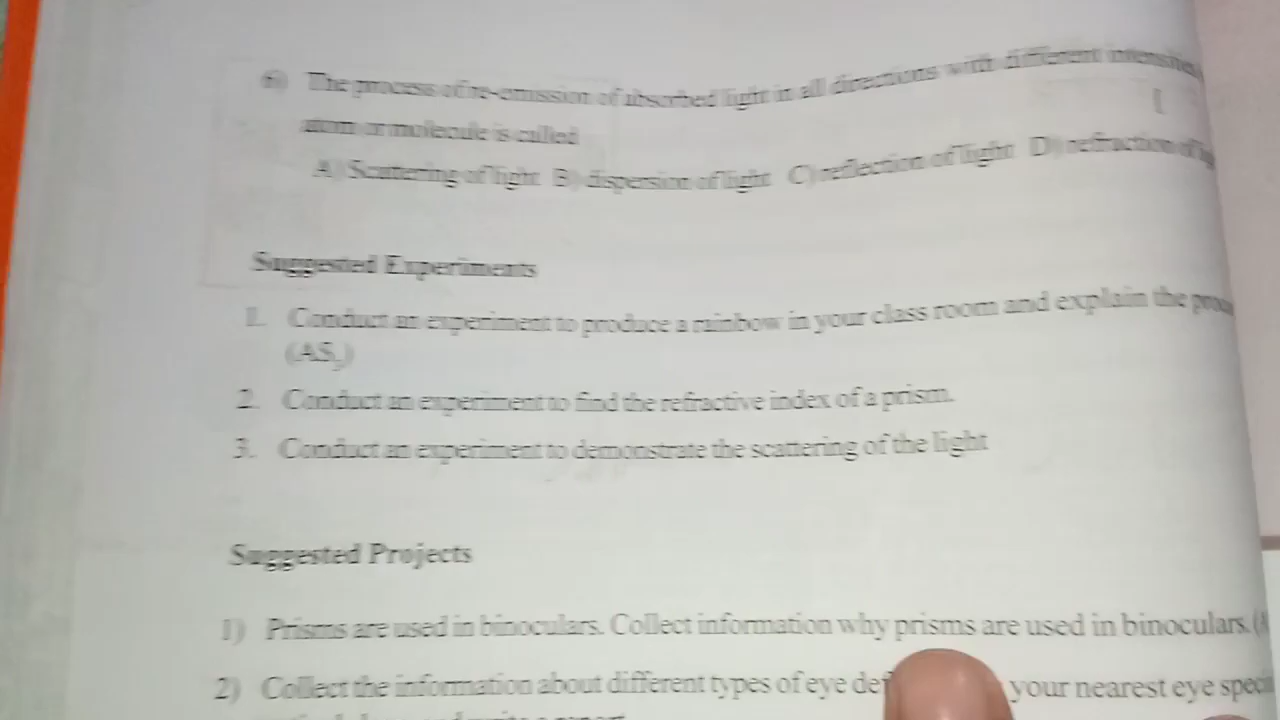 6) The process of re-emission of absorbed light in all directions with different intensities
atom or molecule is called
A) Scattering of light B) dispersion of light C) reflection of light D) refraction of
Suggested Experiments
1. Conduct an experiment to produce a rainbow in your class room and explain the
(AS
2. Conduct an experiment to find the refractive index of a prism.
3. Conduct an experiment to demonstrate the scattering of the light
Suggested Projects
1) Prisms are used in binoculars. Collect information why prisms are used in binoculars.
2) Collect the information about different types of eye your nearest eye